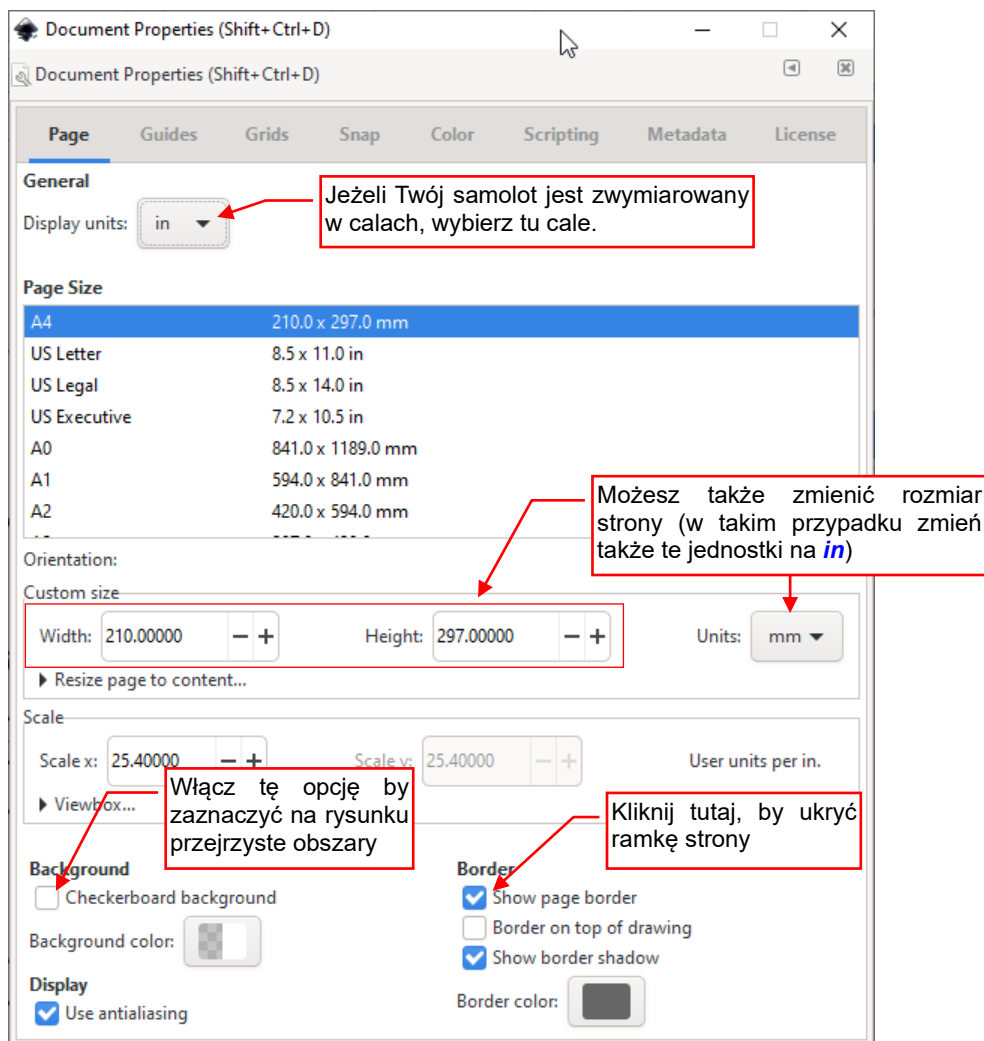 Document Properties (Shift+Ctrl+D)
Document Properties (Shift+Ctrl+D)
Page Guides Grids Snap Color Scripting Metadata License
General
Display units: in
Jeżeli Twój samolot jest zwymiarowany
w calach, wybierz tu cale.
Page Size
A4 210.0 x 297.0 mm
US Letter 8.5 x 11.0 in
US Legal 8.5 x 14.0 in
US Executive 7.2 x 10.5 in
A0 841.0 x 1189.0 mm
A1 594.0 x 841.0 mm
A2 420.0 x 594.0 mm
Możesz także zmienić rozmiar
strony (w takim przypadku zmień
także te jednostki na in)
Orientation:
Custom size
Width: 210.00000 − + Height: 297.00000 − + Units: mm
Resize page to content...
Scale
Scale x: 25.40000 − + Scale y: 25.40000 − + User units per in.
Viewbox...
Włącz tę opcję by
zaznaczyć na rysunku
przejrzyste obszary
Kliknij tutaj, by ukryć
ramkę strony
Background
Checkerboard background
Background color:
Display
Use antialiasing
Border
Show page border
Border on top of drawing
Show border shadow
Border color: